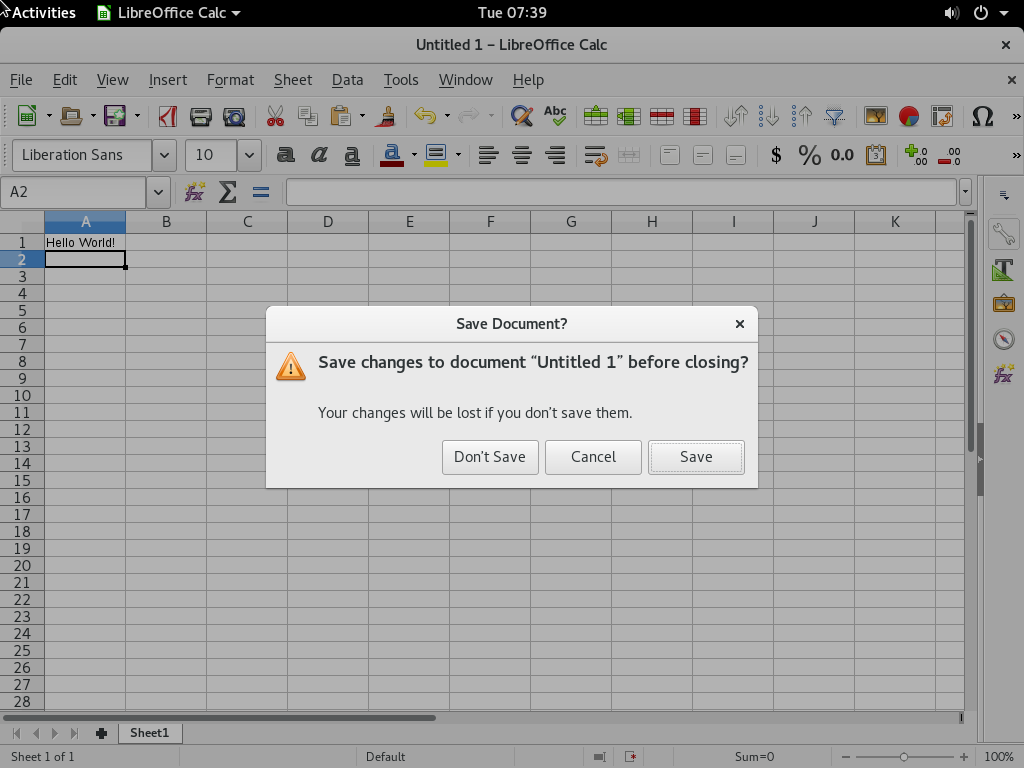 Activities LibreOffice Calc Tue 07:39
Untitled 1 – LibreOffice Calc
File Edit View Insert Format Sheet Data Tools Window Help
Abc
Liberation Sans 10 a a a a $ % 0.0
A2 fx Σ =
A B C D E F G H I J K
1 Hello World!
2
3
4
5
6
7
8
9
10
11
12
13
14
15
16
17
18
19
20
21
22
23
24
25
26
27
28
Save Document?
Save changes to document “Untitled 1” before closing?
Your changes will be lost if you don’t save them.
Don't Save Cancel Save
Sheet1
Sheet 1 of 1 Default Sum=0 100%